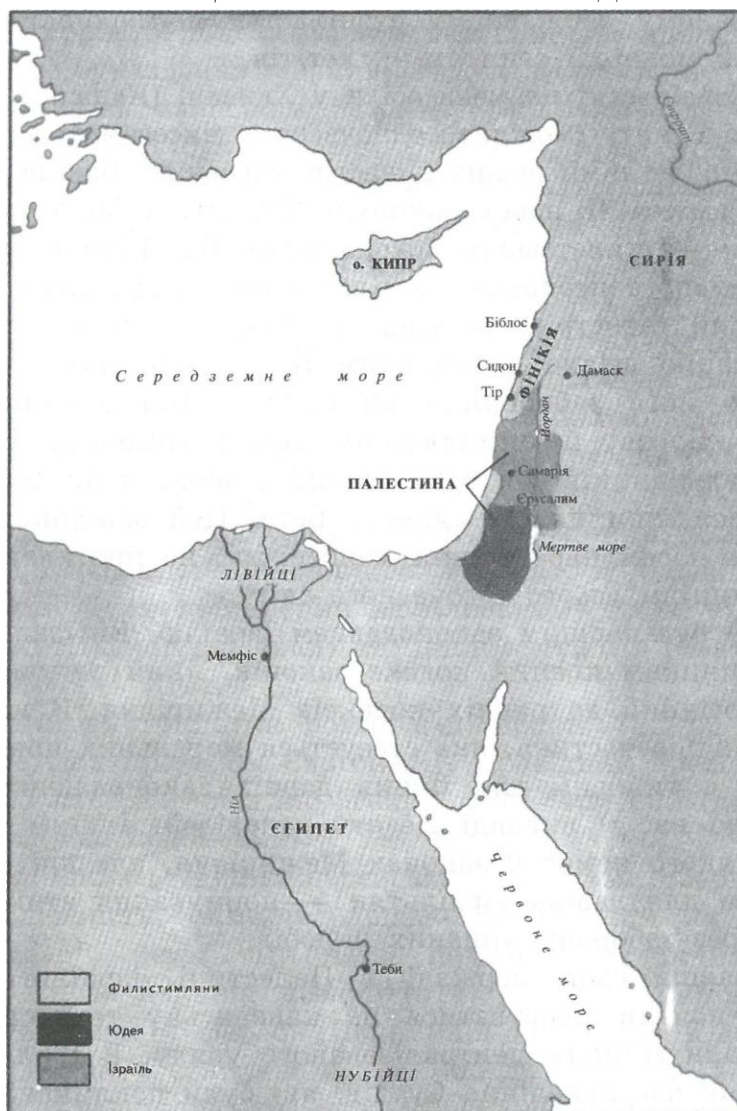 Євфрат
СИРІЯ
о. КИПР
Біблос
ФІНІКІЯ
Сидон
Дамаск
Середземне море
Тір
Йордан
Самарія
ПАЛЕСТИНА
Єрусалим
Мертве море
ЛІВІЙЦІ
Мемфіс
Ніл
ЄГИПЕТ
Червоне море
Теби
НУБІЙЦІ
Филистимляни
Юдея
Ізраїль